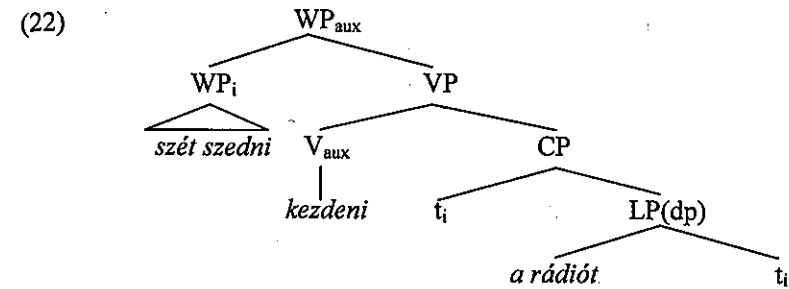 (22) WPaux
WPi VP
szét szedni Vaux CP
kezdeni ti LP(dp)
a rádiót ti